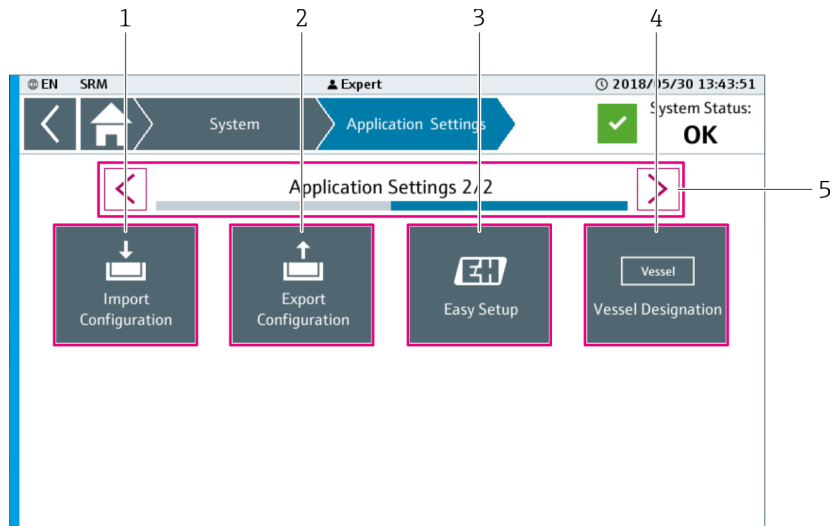 1 2 3 4
EN SRM Expert 2018/05/30 13:43:51
System Application Settings System Status:
OK
Application Settings 2/2
5
Import
Configuration
Export
Configuration
EH
Easy Setup
Vessel
Vessel Designation